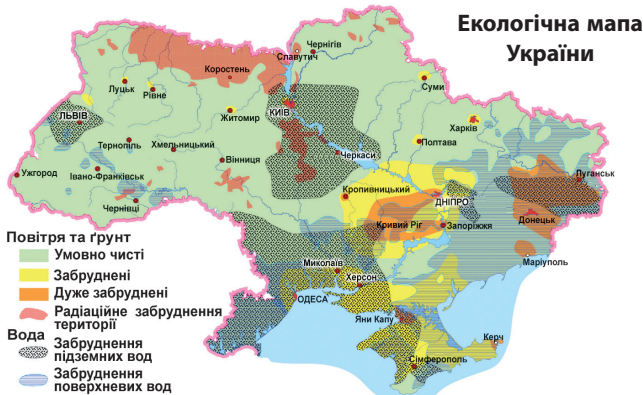 Екологічна мапа
України
Чернігів
Славутич
Коростень
Луцьк
Рівне
Суми
ЛЬВІВ
Житомир
КИЇВ
Харків
Полтава
Тернопіль
Хмельницький
Черкаси
Ужгород
Вінниця
Івано-Франківськ
Луганськ
Кропивницький
ДНІПРО
Чернівці
Кривий Ріг
Запоріжжя
Донецьк
Маріуполь
Миколаїв
Херсон
ОДЕСА
Яни Капу
Керч
Сімферополь
Повітря та ґрунт
Умовно чисті
Забруднені
Дуже забруднені
Радіаційне забруднення
території
Вода
Забруднення
підземних вод
Забруднення
поверхневих вод